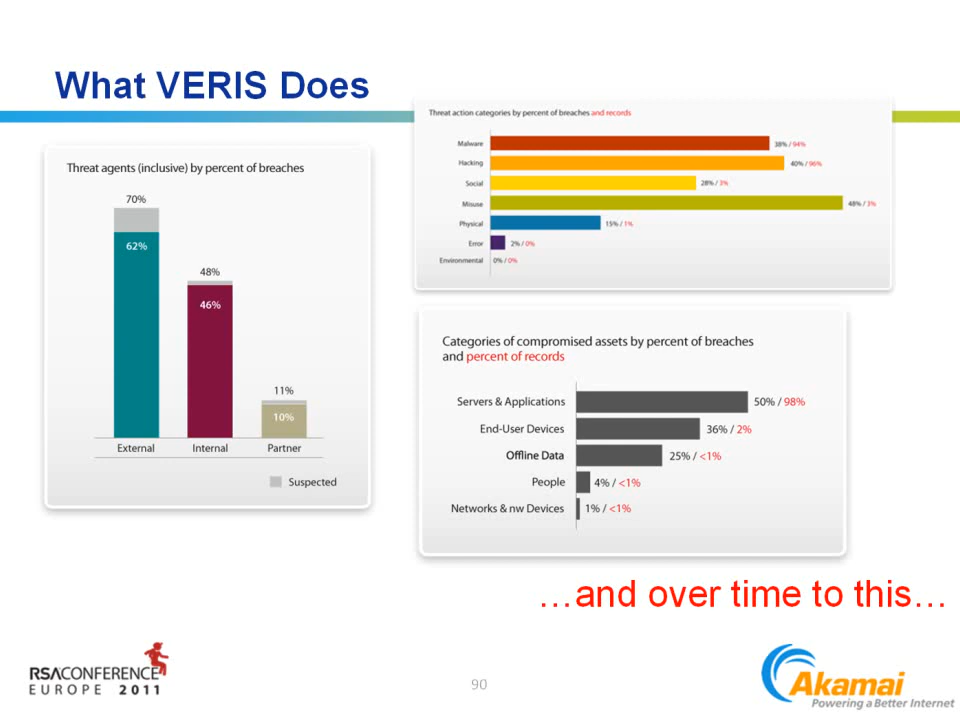 What VERIS Does
Threat agents (inclusive) by percent of breaches
70%
62%
48%
46%
11%
10%
External Internal Partner
Suspected
Threat action categories by percent of breaches and records
Malware 38% / 94%
Hacking 40% / 96%
Social 28% / 3%
Misuse 48% / 3%
Physical 15% / 1%
Error 2% / 0%
Environmental 0% / 0%
Categories of compromised assets by percent of breaches
and percent of records
Servers & Applications 50% / 98%
End-User Devices 36% / 2%
Offline Data 25% / <1%
People 4% / <1%
Networks & nw Devices 1% / <1%
…and over time to this…
RSACONFERENCE
EUROPE 2011
90
Akamai
Powering a Better Internet